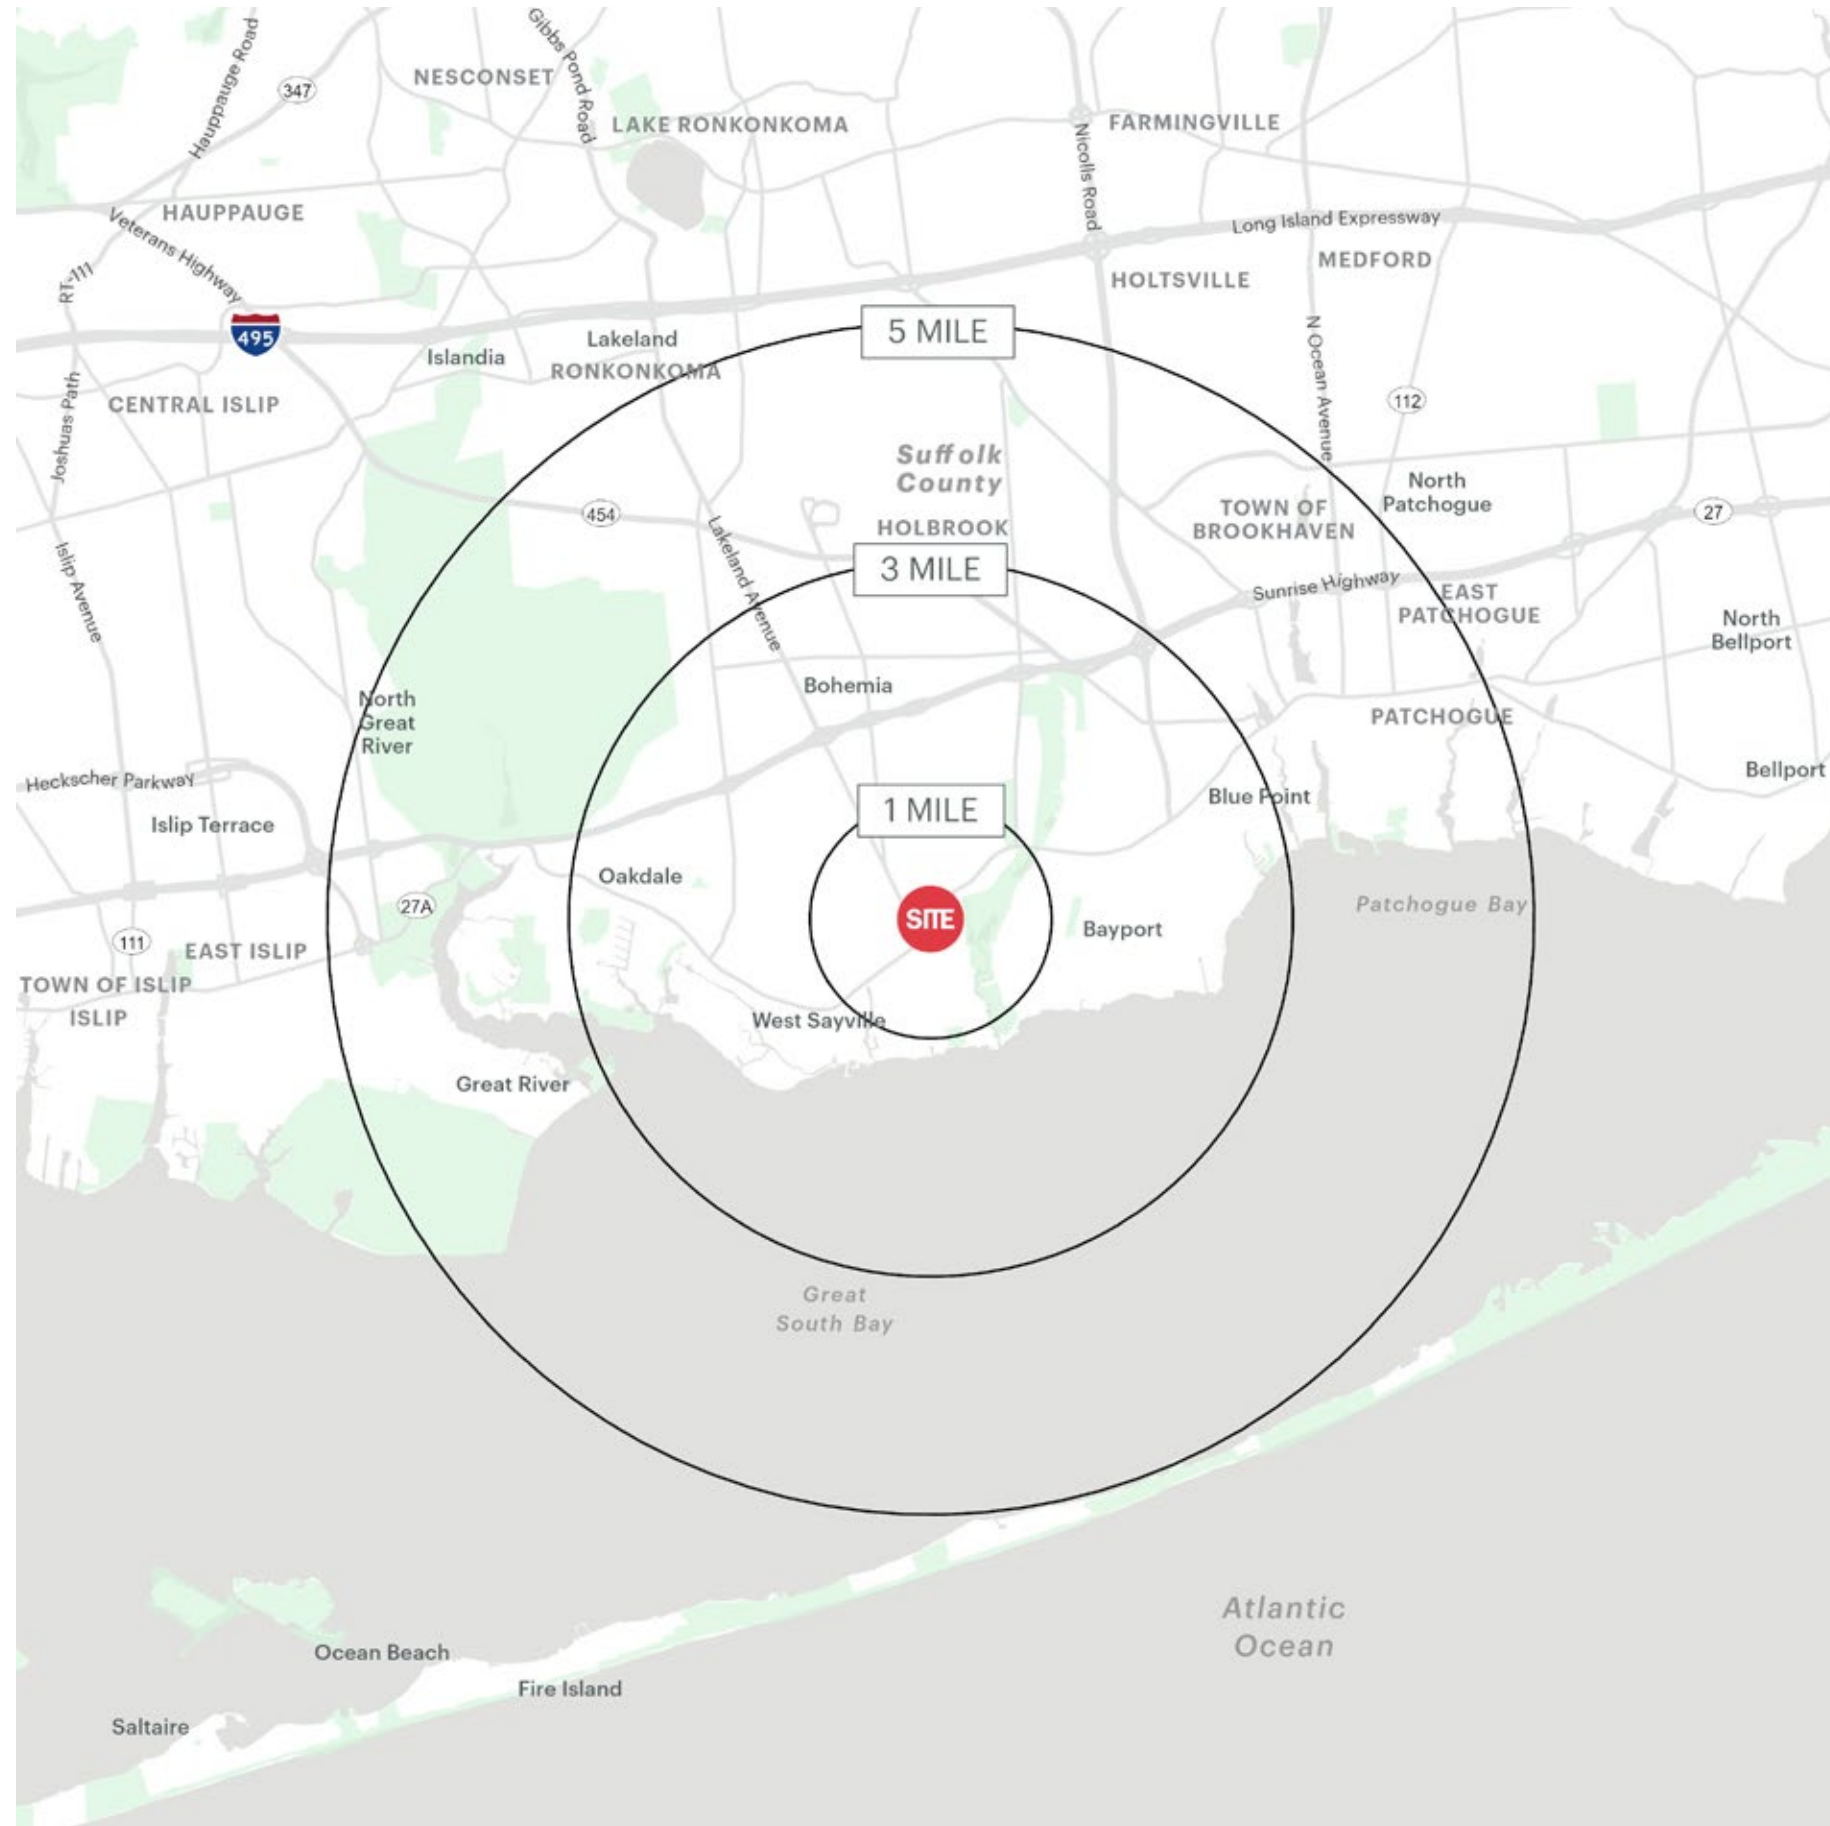 Hauppauge Road
Gibbs Pond Road
NESCONSET
347
LAKE RONKONKOMA
FARMINGVILLE
Nicolls Road
HAUPPAUGE
Veterans Highway
Long Island Expressway
MEDFORD
RT-111
HOLTSVILLE
495
5 MILE
Lakeland
Islandia
RONKONKOMA
N Ocean Avenue
Joshuas Path
CENTRAL ISLIP
112
Suffolk
County
North
Patchogue
454
Lakeland Avenue
HOLBROOK
TOWN OF
BROOKHAVEN
27
Islip Avenue
3 MILE
Sunrise Highway
EAST
PATCHOGUE
North
Bellport
Bohemia
North
Great
River
PATCHOGUE
Heckscher Parkway
Bellport
Blue Point
1 MILE
Islip Terrace
Oakdale
27A
SITE
Patchogue Bay
Bayport
111
EAST ISLIP
TOWN OF ISLIP
ISLIP
West Sayville
Great River
Great
South Bay
Atlantic
Ocean
Ocean Beach
Fire Island
Saltaire